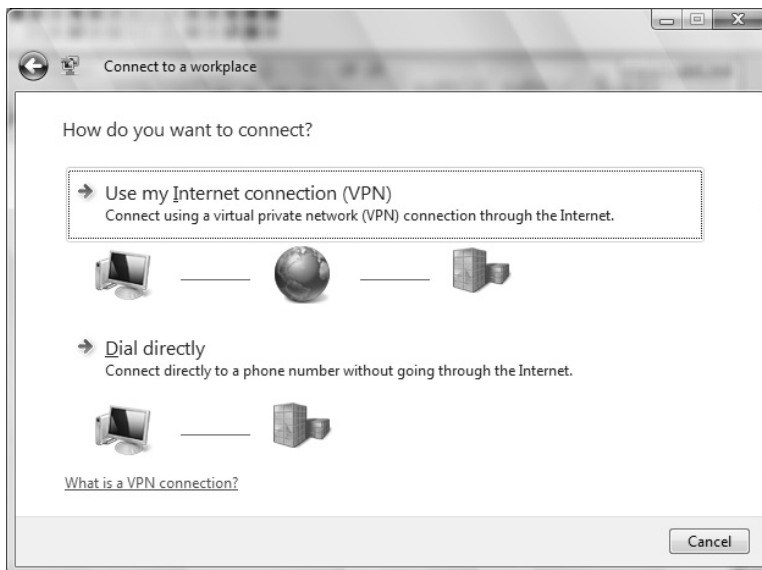 Connect to a workplace
How do you want to connect?
Use my Internet connection (VPN)
Connect using a virtual private network (VPN) connection through the Internet.
Dial directly
Connect directly to a phone number without going through the Internet.
What is a VPN connection?
Cancel